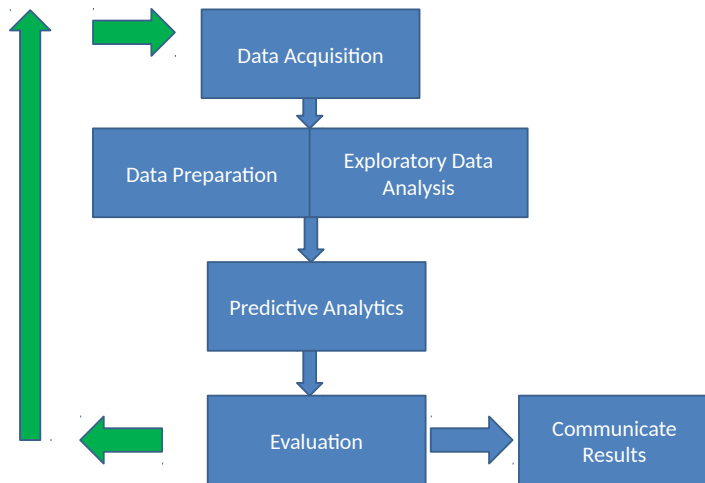 Data Acquisition
Data Preparation
Exploratory Data
Analysis
Predictive Analytics
Evaluation
Communicate
Results